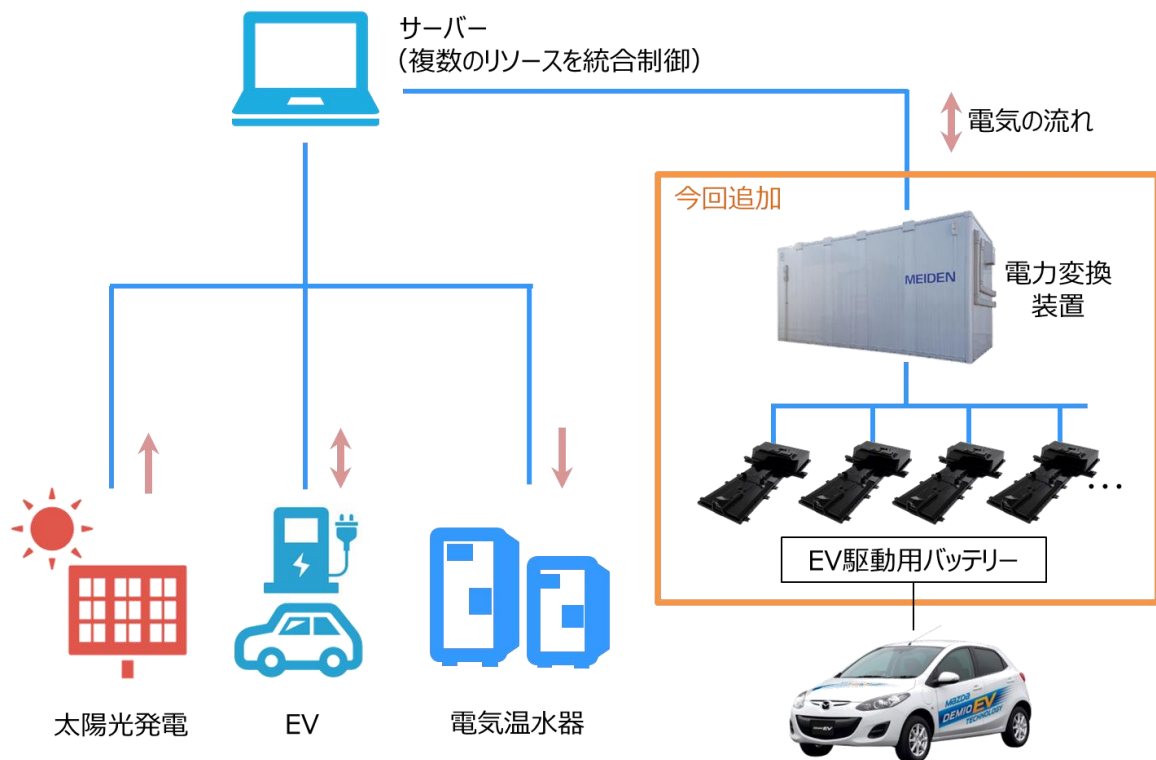 サーバー
（複数のリソースを統合制御）
電気の流れ
今回追加
MEIDEN
電力変換
装置
…
EV駆動用バッテリー
太陽光発電
EV
電気温水器
mazda
DEMIO EV
TECHNOLOGY
DEMIO EV